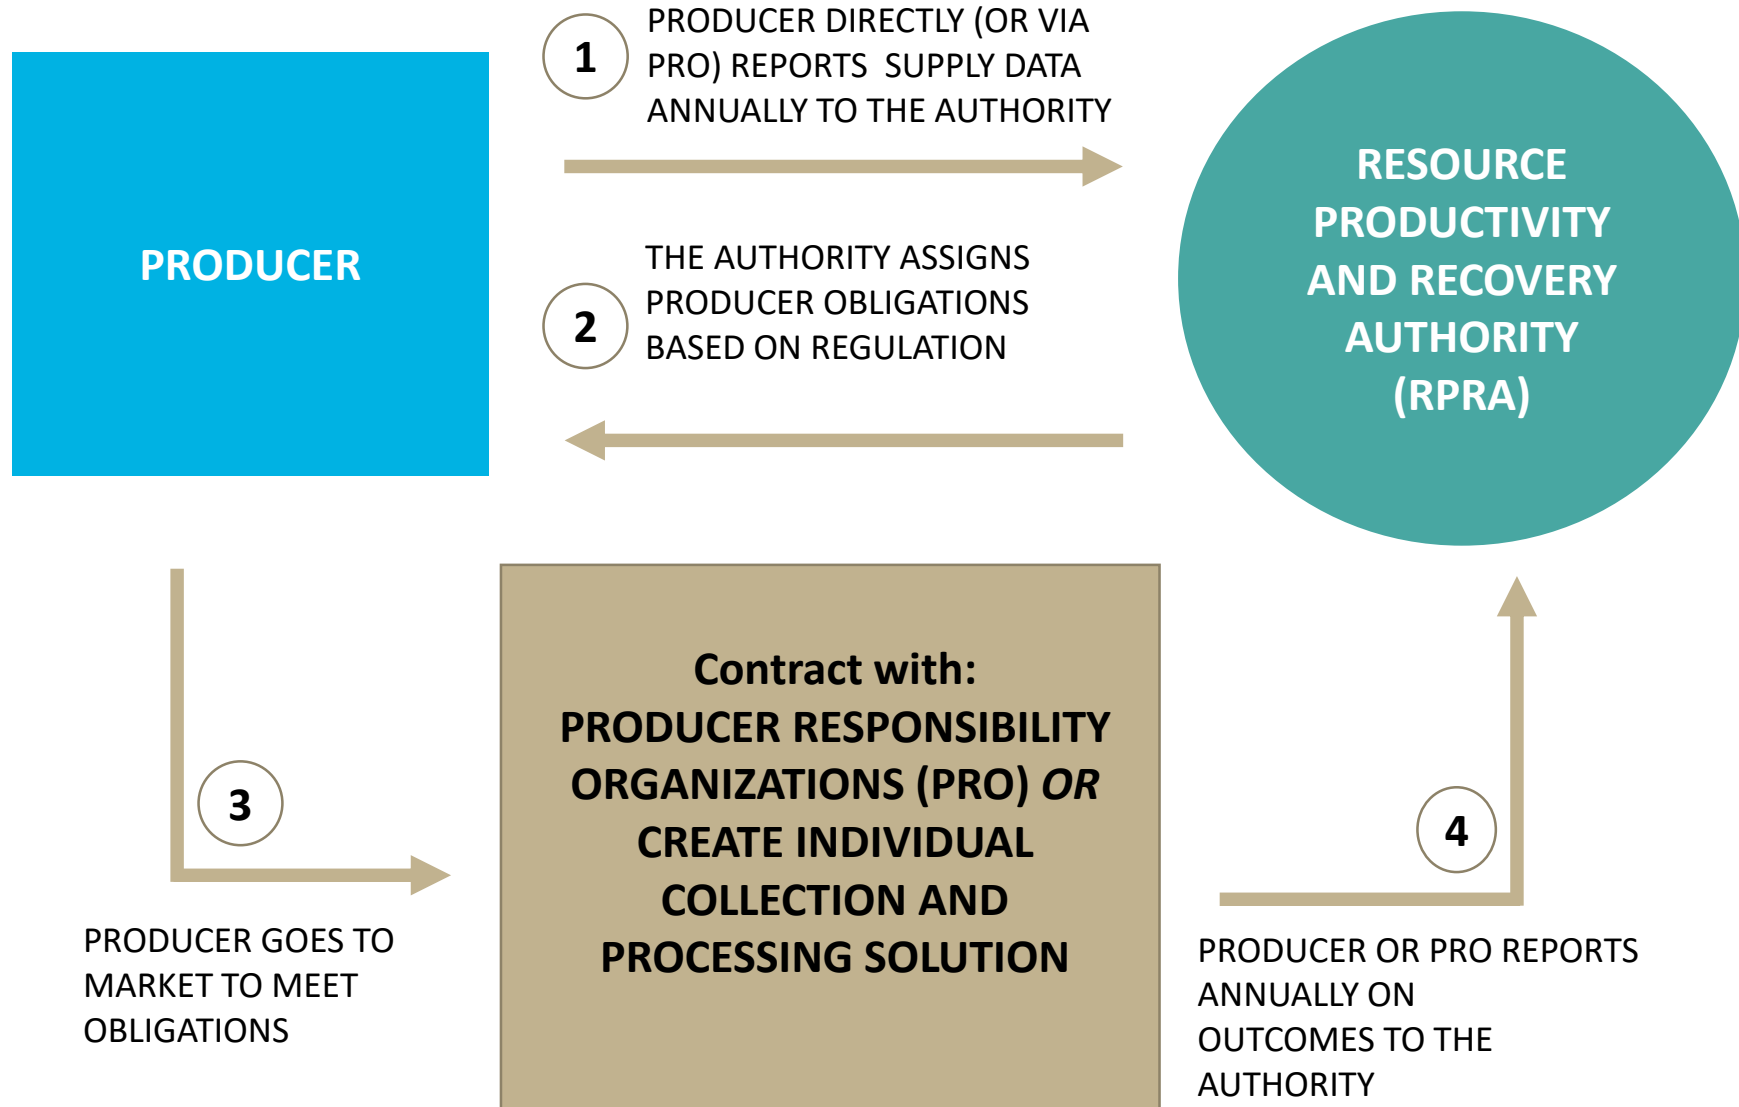 1
PRODUCER DIRECTLY (OR VIA
PRO) REPORTS SUPPLY DATA
ANNUALLY TO THE AUTHORITY
PRODUCER
RESOURCE
PRODUCTIVITY
AND RECOVERY
AUTHORITY
(RPRA)
2
THE AUTHORITY ASSIGNS
PRODUCER OBLIGATIONS
BASED ON REGULATION
3
PRODUCER GOES TO
MARKET TO MEET
OBLIGATIONS
Contract with:
PRODUCER RESPONSIBILITY
ORGANIZATIONS (PRO) OR
CREATE INDIVIDUAL
COLLECTION AND
PROCESSING SOLUTION
4
PRODUCER OR PRO REPORTS
ANNUALLY ON
OUTCOMES TO THE
AUTHORITY